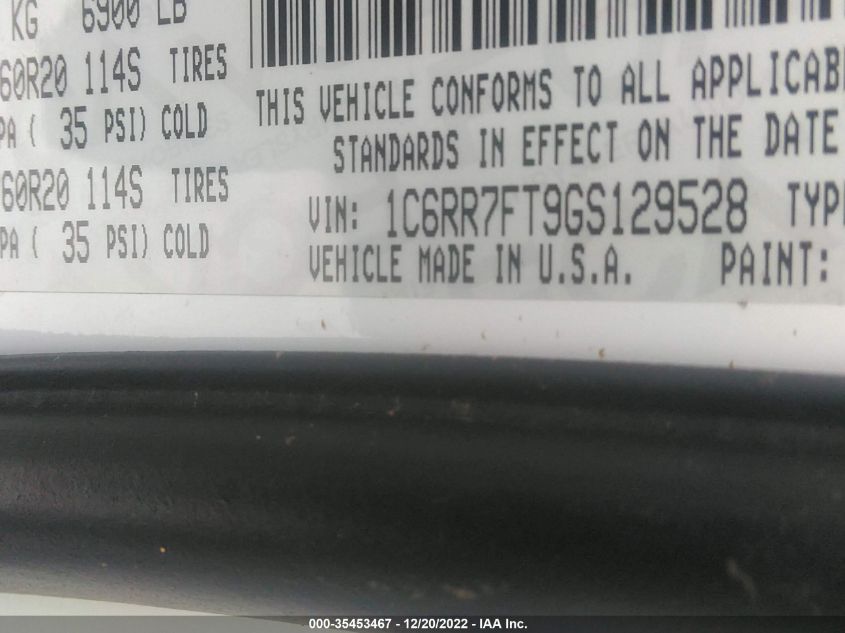 KG 6900 LB
60R20 114S TIRES
PA ( 35 PSI) COLD
60R20 114S TIRES
PA ( 35 PSI) COLD
THIS VEHICLE CONFORMS TO ALL APPLICABL
STANDARDS IN EFFECT ON THE DATE
VIN: 1C6RR7FT9GS129528 TYPE
VEHICLE MADE IN U.S.A. PAINT:
000-35453467 - 12/20/2022 - IAA Inc.